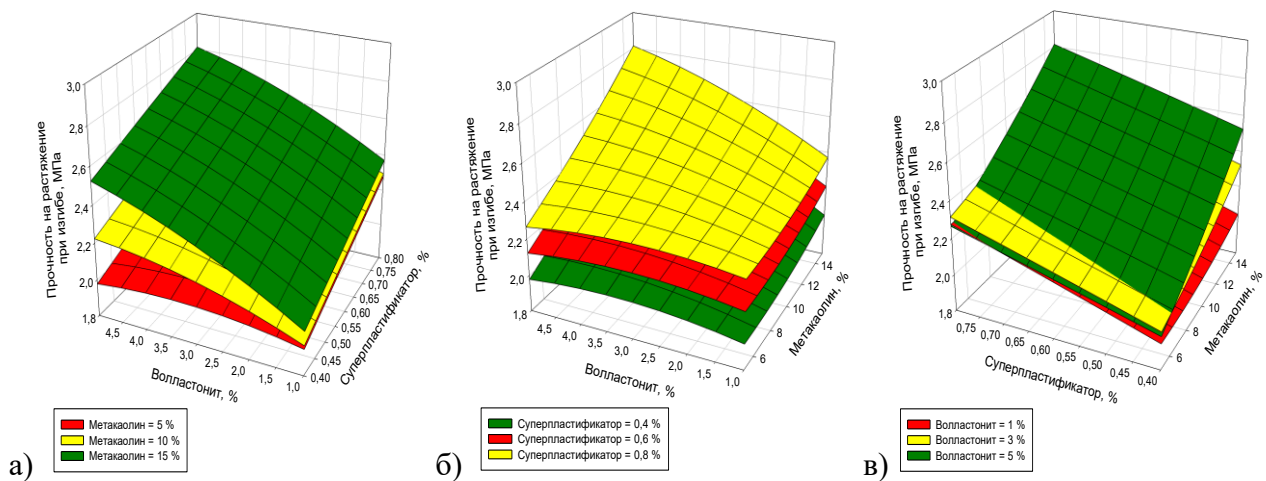 3,0
2,8
2,6
2,4
2,2
2,0
1,8
Прочность на растяжение
при изгибе, МПа
4,5
4,0
3,5
3,0
2,5
2,0
1,5
1,0
Волластонит, %
0,40
0,45
0,50
0,55
0,60
0,65
0,70
0,75
0,80
Суперпластификатор, %
Метакаолин = 5 %
Метакаолин = 10 %
Метакаолин = 15 %
а)
3,0
2,8
2,6
2,4
2,2
2,0
1,8
Прочность на растяжение
при изгибе, МПа
4,5
4,0
3,5
3,0
2,5
2,0
1,5
1,0
Волластонит, %
6
8
10
12
14
Метакаолин, %
Суперпластификатор = 0,4 %
Суперпластификатор = 0,6 %
Суперпластификатор = 0,8 %
б)
3,0
2,8
2,6
2,4
2,2
2,0
1,8
Прочность на растяжение
при изгибе, МПа
0,75
0,70
0,65
0,60
0,55
0,50
0,45
0,40
Суперпластификатор, %
6
8
10
12
14
Метакаолин, %
Волластонит = 1 %
Волластонит = 3 %
Волластонит = 5 %
в)